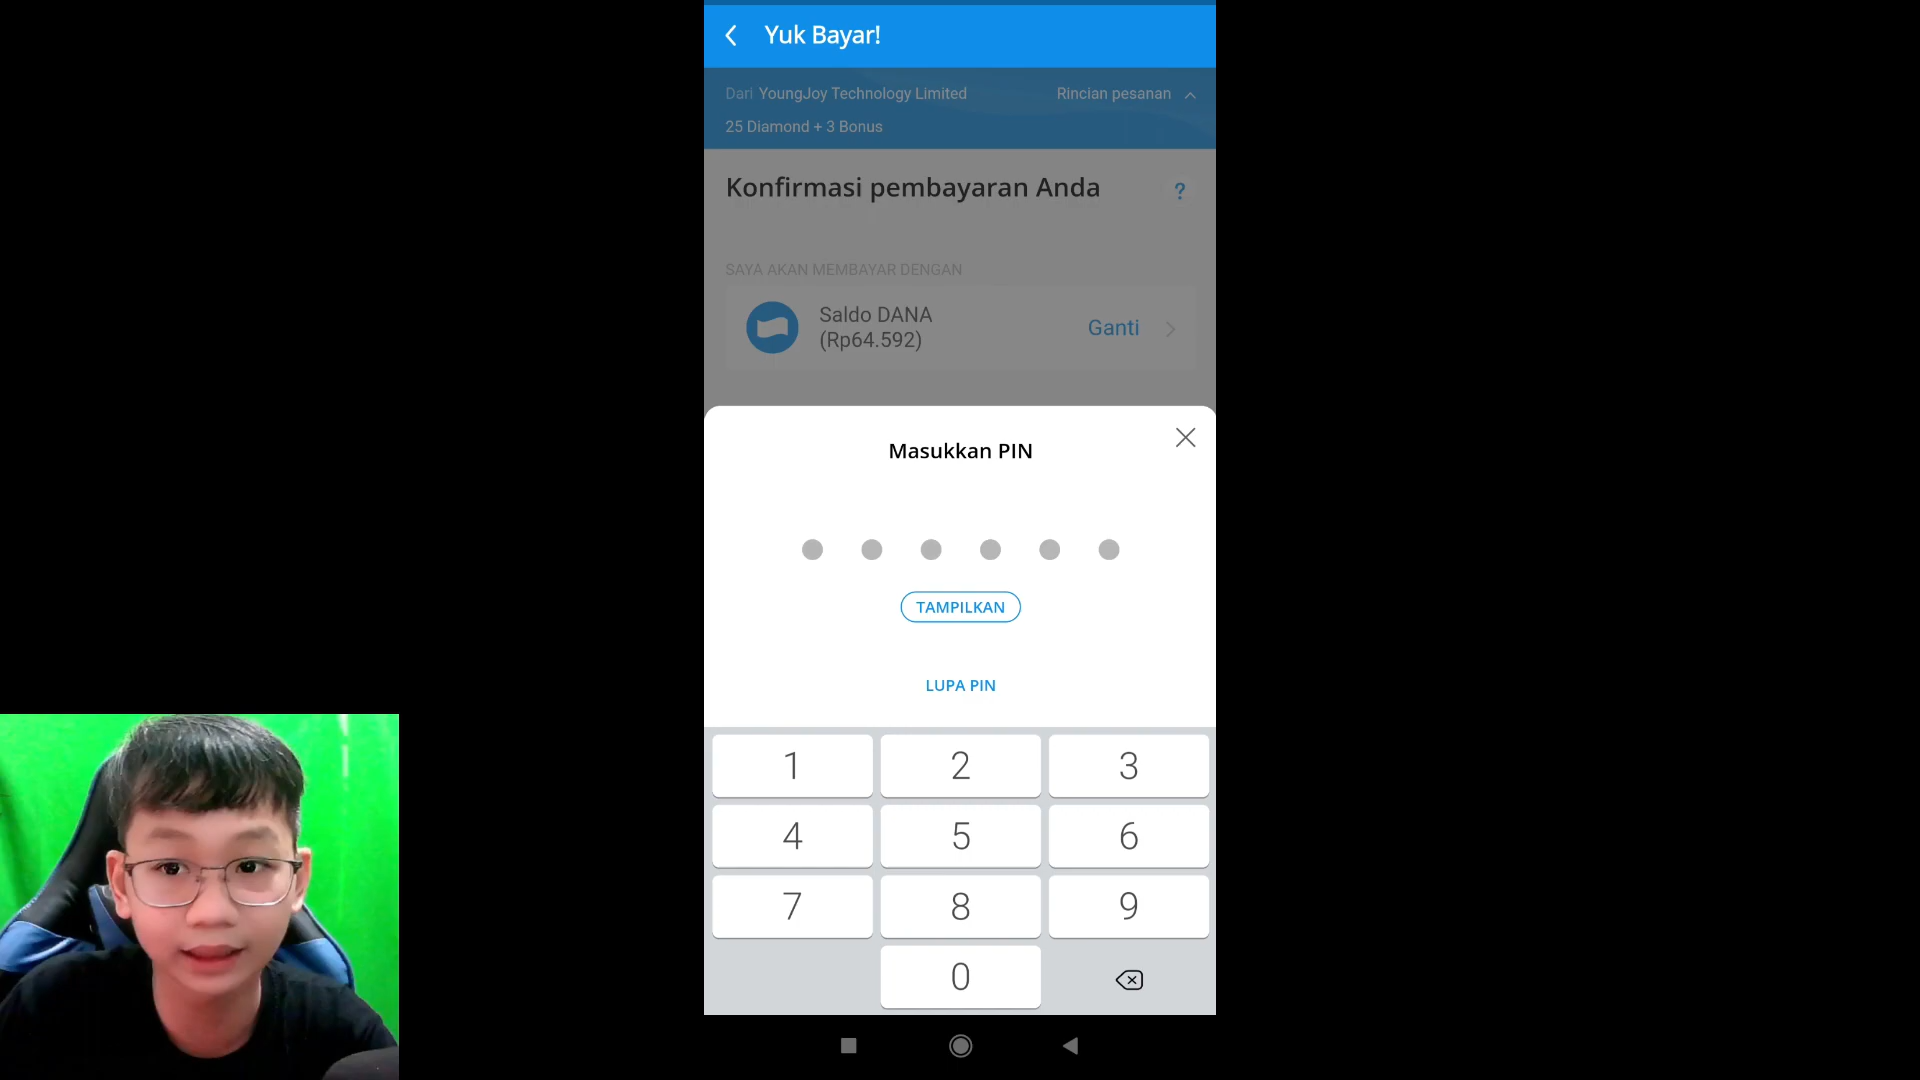 Yuk Bayar!
Dari YoungJoy Technology Limited Rincian pesanan
25 Diamond + 3 Bonus
Konfirmasi pembayaran Anda ?
SAYA AKAN MEMBAYAR DENGAN
Saldo DANA
(Rp64.592)
Ganti
Masukkan PIN
TAMPILKAN
LUPA PIN
1 2 3
4 5 6
7 8 9
0